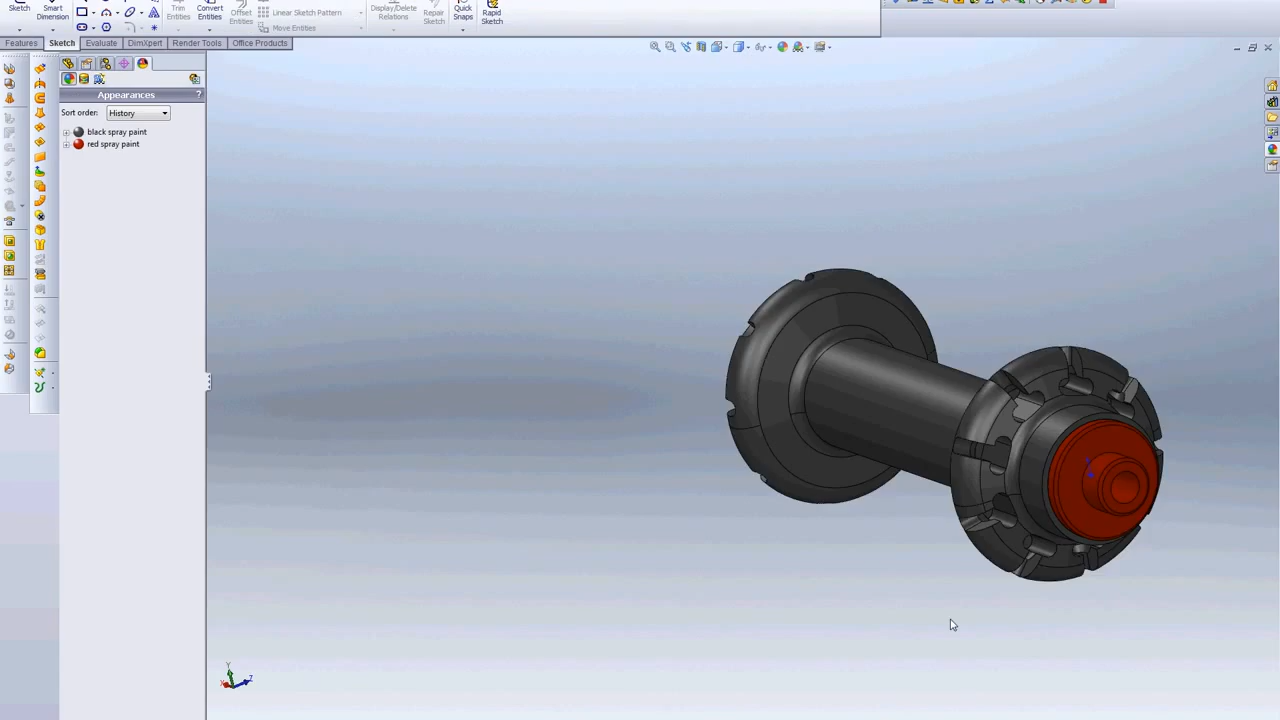 Sketch
Smart Dimension
Trim Entities
Convert Entities
Offset Entities
Linear Sketch Pattern
Move Entities
Display/Delete Relations
Repair Sketch
Quick Snaps
Rapid Sketch
Features Sketch Evaluate DimXpert Render Tools Office Products
Appearances ?
Sort order: History
black spray paint
red spray paint
Y
X
Z